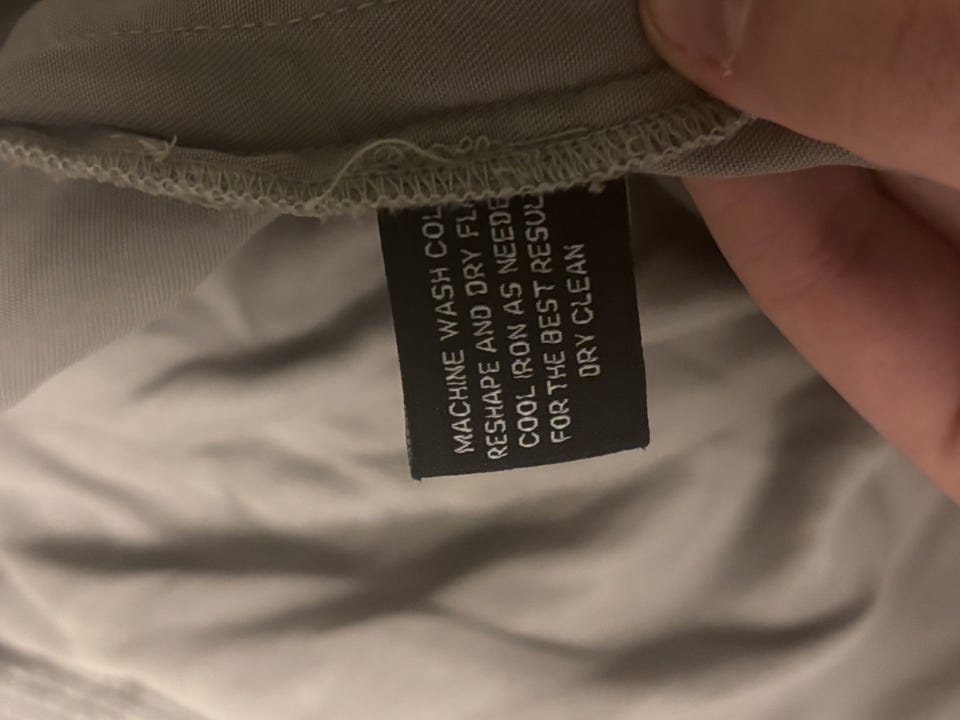 MACHINE WASH COL
RESHAPE AND DRY FL
COOL IRON AS NEEDE
FOR THE BEST RESUL
DRY CLEAN